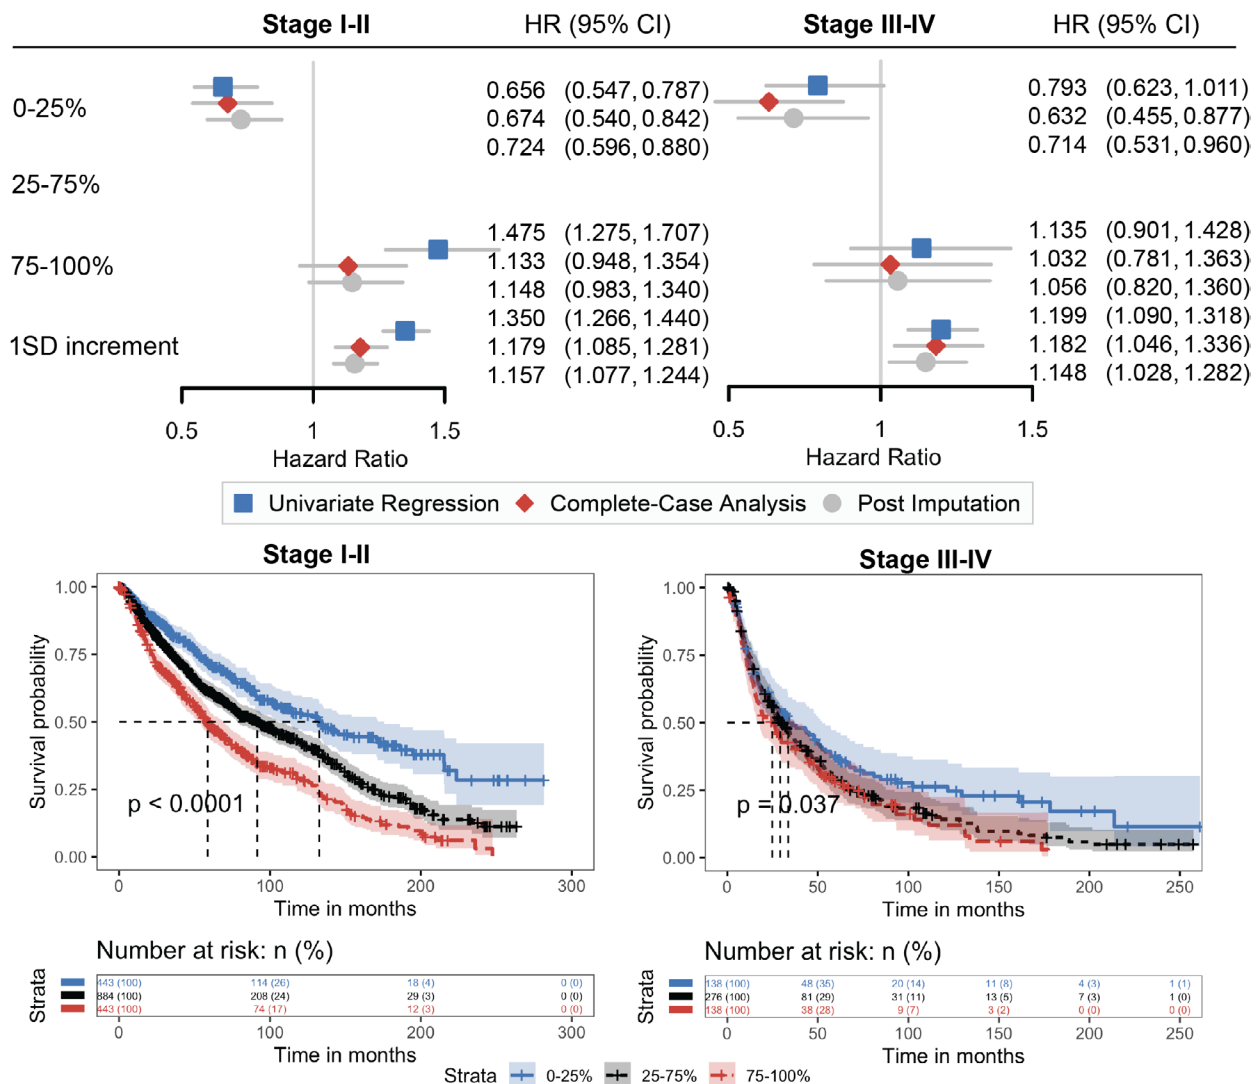 Stage I-II HR (95% CI) Stage III-IV HR (95% CI)
0-25%
0.656 (0.547, 0.787) 0.793 (0.623, 1.011)
0.674 (0.540, 0.842) 0.632 (0.455, 0.877)
0.724 (0.596, 0.880) 0.714 (0.531, 0.960)
25-75%
75-100%
1.475 (1.275, 1.707) 1.135 (0.901, 1.428)
1.133 (0.948, 1.354) 1.032 (0.781, 1.363)
1.148 (0.983, 1.340) 1.056 (0.820, 1.360)
1SD increment
1.350 (1.266, 1.440) 1.199 (1.090, 1.318)
1.179 (1.085, 1.281) 1.182 (1.046, 1.336)
1.157 (1.077, 1.244) 1.148 (1.028, 1.282)
0.5 1 1.5 0.5 1 1.5
Hazard Ratio Hazard Ratio
Univariate Regression Complete-Case Analysis Post Imputation
Stage I-II
Survival probability
1.00
0.75
0.50
0.25
0.00
p < 0.0001
0 100 200 300
Time in months
Number at risk: n (%)
Strata
443 (100) 114 (26) 18 (4) 0 (0)
884 (100) 208 (24) 29 (3) 0 (0)
443 (100) 74 (17) 12 (3) 0 (0)
0 100 200 300
Time in months
Stage III-IV
Survival probability
1.00
0.75
0.50
0.25
0.00
p = 0.037
0 50 100 150 200 250
Time in months
Number at risk: n (%)
Strata
138 (100) 48 (35) 20 (14) 11 (8) 4 (3) 1 (1)
276 (100) 81 (29) 31 (11) 13 (5) 7 (3) 1 (0)
138 (100) 38 (28) 9 (7) 3 (2) 0 (0) 0 (0)
0 50 100 150 200 250
Time in months
Strata 0-25% 25-75% 75-100%